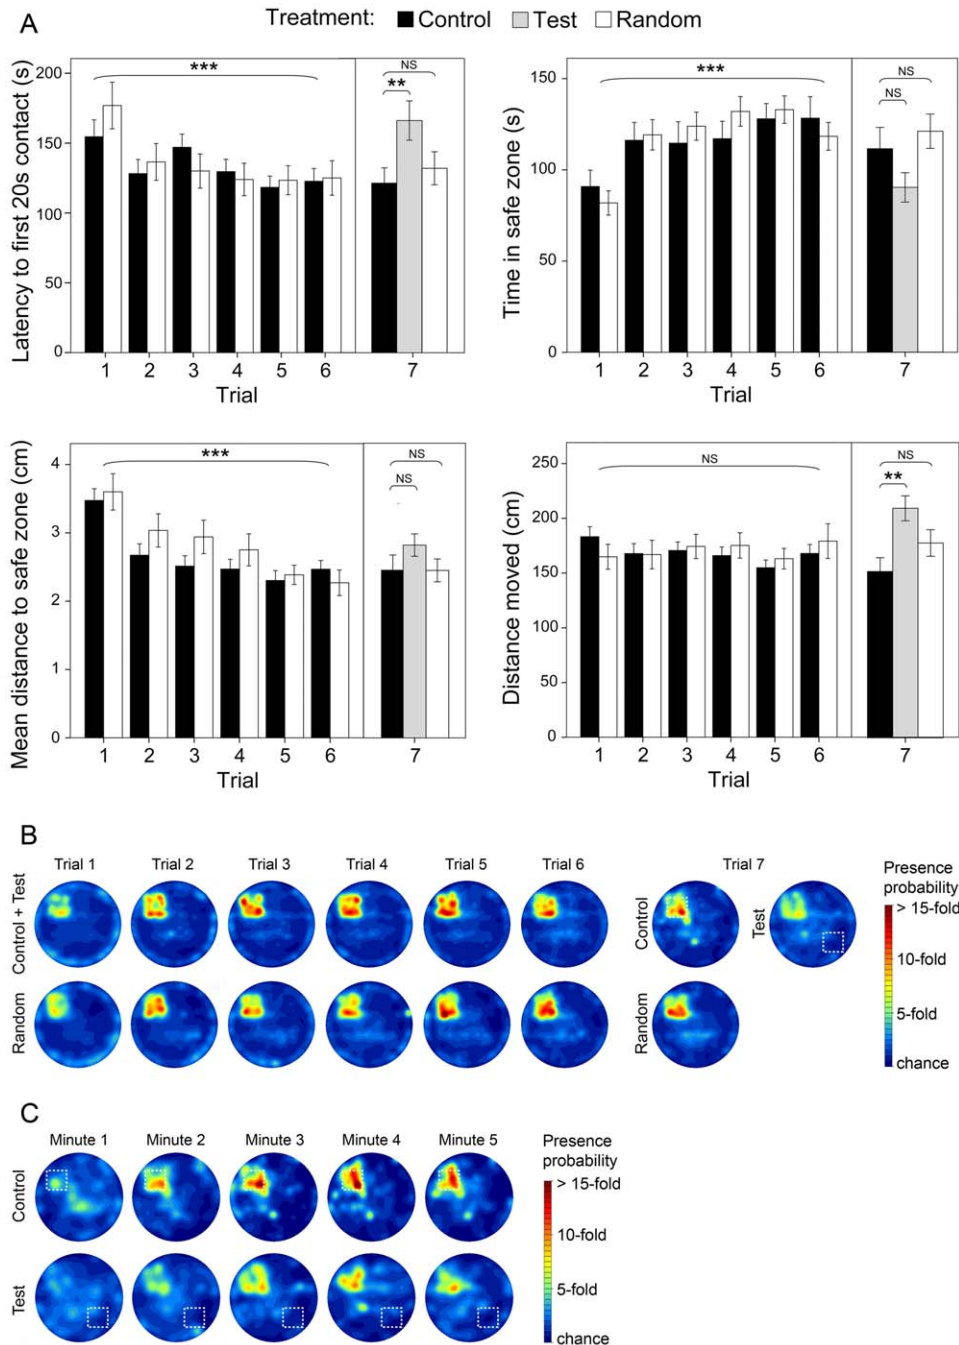 A
Treatment: Control Test Random
Latency to first 20s contact (s)
200
150
100
50
0
***
NS
**
1 2 3 4 5 6 7
Trial
Time in safe zone (s)
150
100
50
0
***
NS
NS
1 2 3 4 5 6 7
Trial
Mean distance to safe zone (cm)
4
3
2
1
0
***
NS
NS
1 2 3 4 5 6 7
Trial
Distance moved (cm)
250
200
150
100
50
0
NS
NS
**
1 2 3 4 5 6 7
Trial
B
Trial 1 Trial 2 Trial 3 Trial 4 Trial 5 Trial 6 Trial 7
Control + Test
Control
Test
Random
Random
Presence
probability
> 15-fold
10-fold
5-fold
chance
C
Minute 1 Minute 2 Minute 3 Minute 4 Minute 5
Control
Test
Presence
probability
> 15-fold
10-fold
5-fold
chance